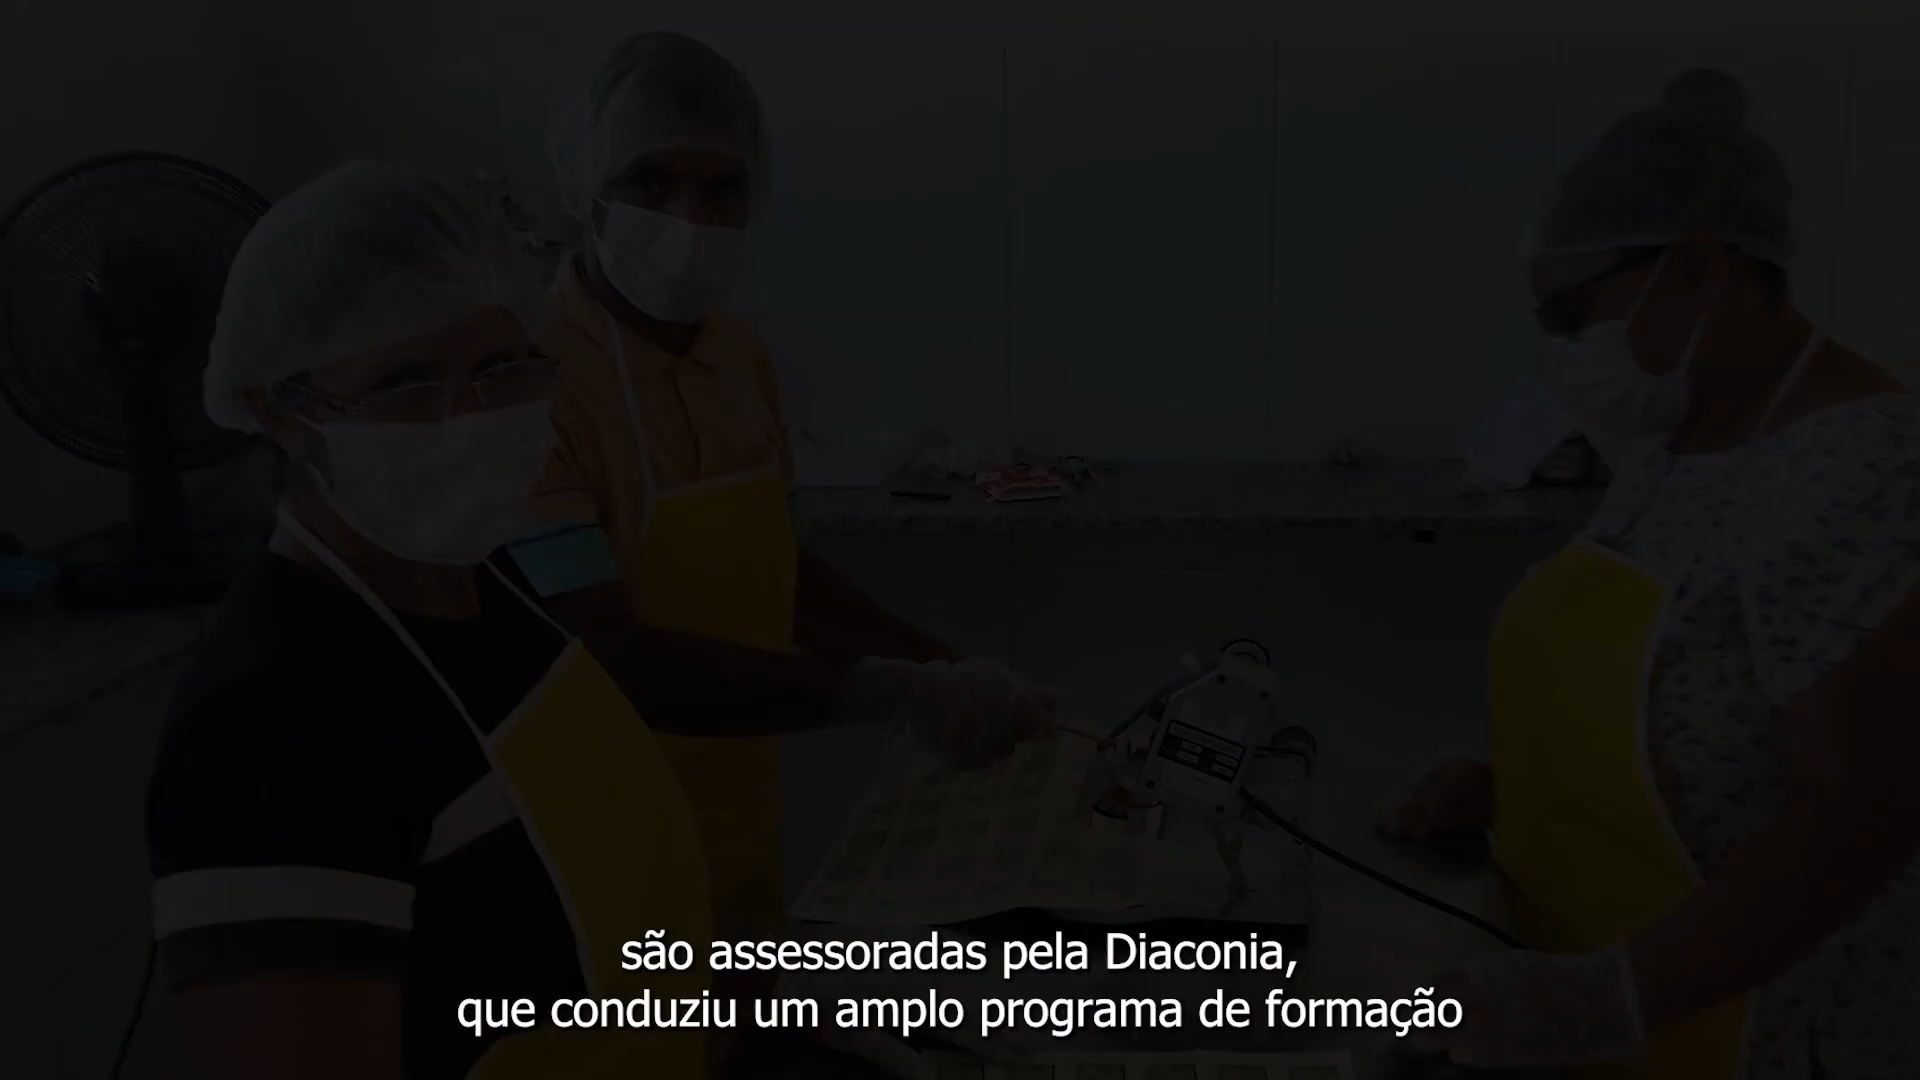 são assessoradas pela Diaconia,
que conduziu um amplo programa de formação